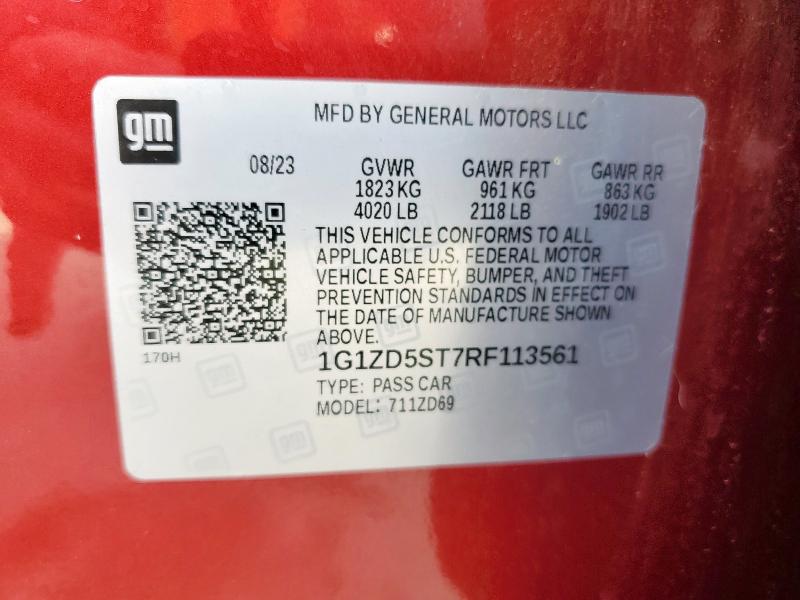 gm
MFD BY GENERAL MOTORS LLC
08/23 GVWR GAWR FRT GAWR RR
1823 KG 961 KG 863 KG
4020 LB 2118 LB 1902 LB
THIS VEHICLE CONFORMS TO ALL
APPLICABLE U.S. FEDERAL MOTOR
VEHICLE SAFETY, BUMPER, AND THEFT
PREVENTION STANDARDS IN EFFECT ON
THE DATE OF MANUFACTURE SHOWN
ABOVE.
170H
1G1ZD5ST7RF113561
TYPE: PASS CAR
MODEL: 711ZD69